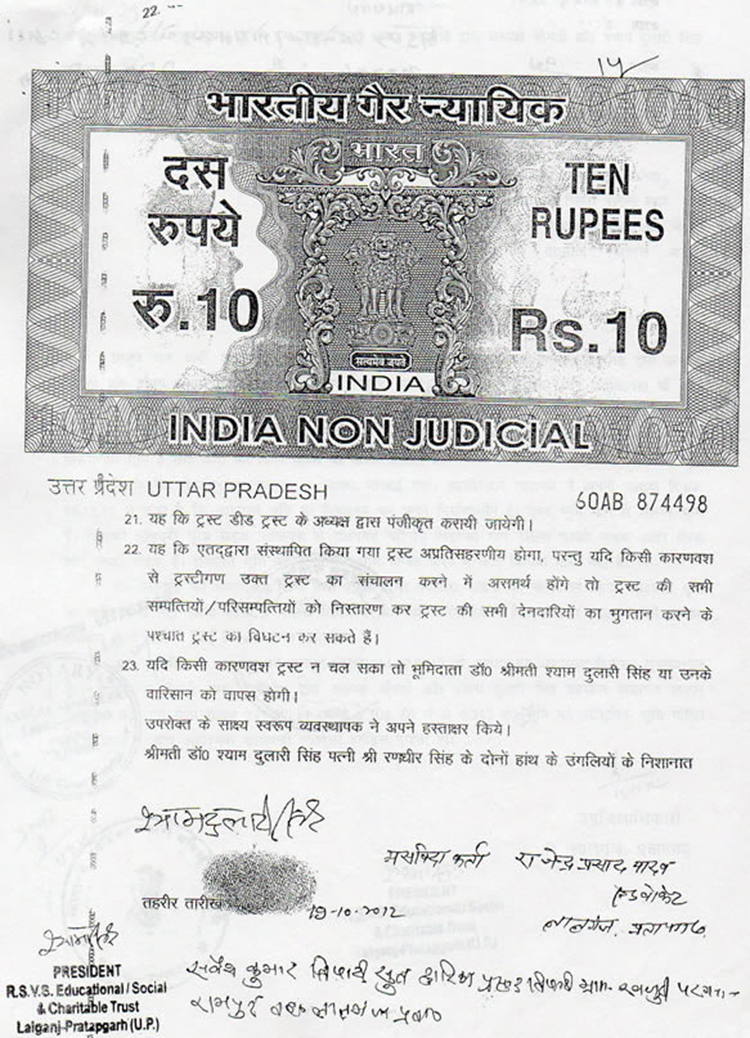 22.
14
भारतीय गैर न्यायिक
भारत
दस
रुपये
रु.10
TEN
RUPEES
Rs.10
सत्यमेव जयते
INDIA
INDIA NON JUDICIAL
उत्तर प्रदेश UTTAR PRADESH
60AB 874498
21. यह कि ट्रस्ट डीड ट्रस्ट के अध्यक्ष द्वारा पंजीकृत करायी जायेगी।
22. यह कि एतद्द्वारा संस्थापित किया गया ट्रस्ट अप्रतिसहरणीय होगा, परन्तु यदि किसी कारणवश
से ट्रस्टीगण उक्त ट्रस्ट का संचालन करने में असमर्थ होंगे तो ट्रस्ट की सभी
सम्पत्तियों/परिसम्पत्तियों को निस्तारण कर ट्रस्ट की सभी देनदारियों का भुगतान करने के
पश्चात ट्रस्ट का विघटन कर सकते हैं।
23. यदि किसी कारणवश ट्रस्ट न चल सका तो भूमिदाता डॉ0 श्रीमती श्याम दुलारी सिंह या उनके
वारिसान को वापस होगी।
उपरोक्त के साक्ष्य स्वरूप व्यवस्थापक ने अपने हस्ताक्षर किये।
श्रीमती डॉ0 श्याम दुलारी सिंह पत्नी श्री रणधीर सिंह के दोनों हांथ के उंगलियों के निशानात
श्यामदुलारी सिंह
मसविदा कर्ता राजेन्द्र प्रसाद यादव
एडवोकेट
लालगंज, प्रतापगढ़
तहरीर तारीख
19-10-2012
PRESIDENT
R.S.V.S. Educational / Social
& Charitable Trust
Lalganj-Pratapgarh (U.P.)
कुमार त्रिपाठी सुत प्रसाद त्रिपाठी ग्राम
रामपुर